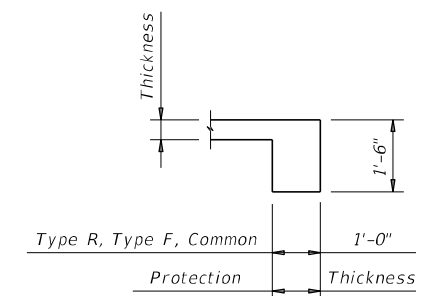 Thickness
1'-6"
Type R, Type F, Common 1'-0"
Protection Thickness